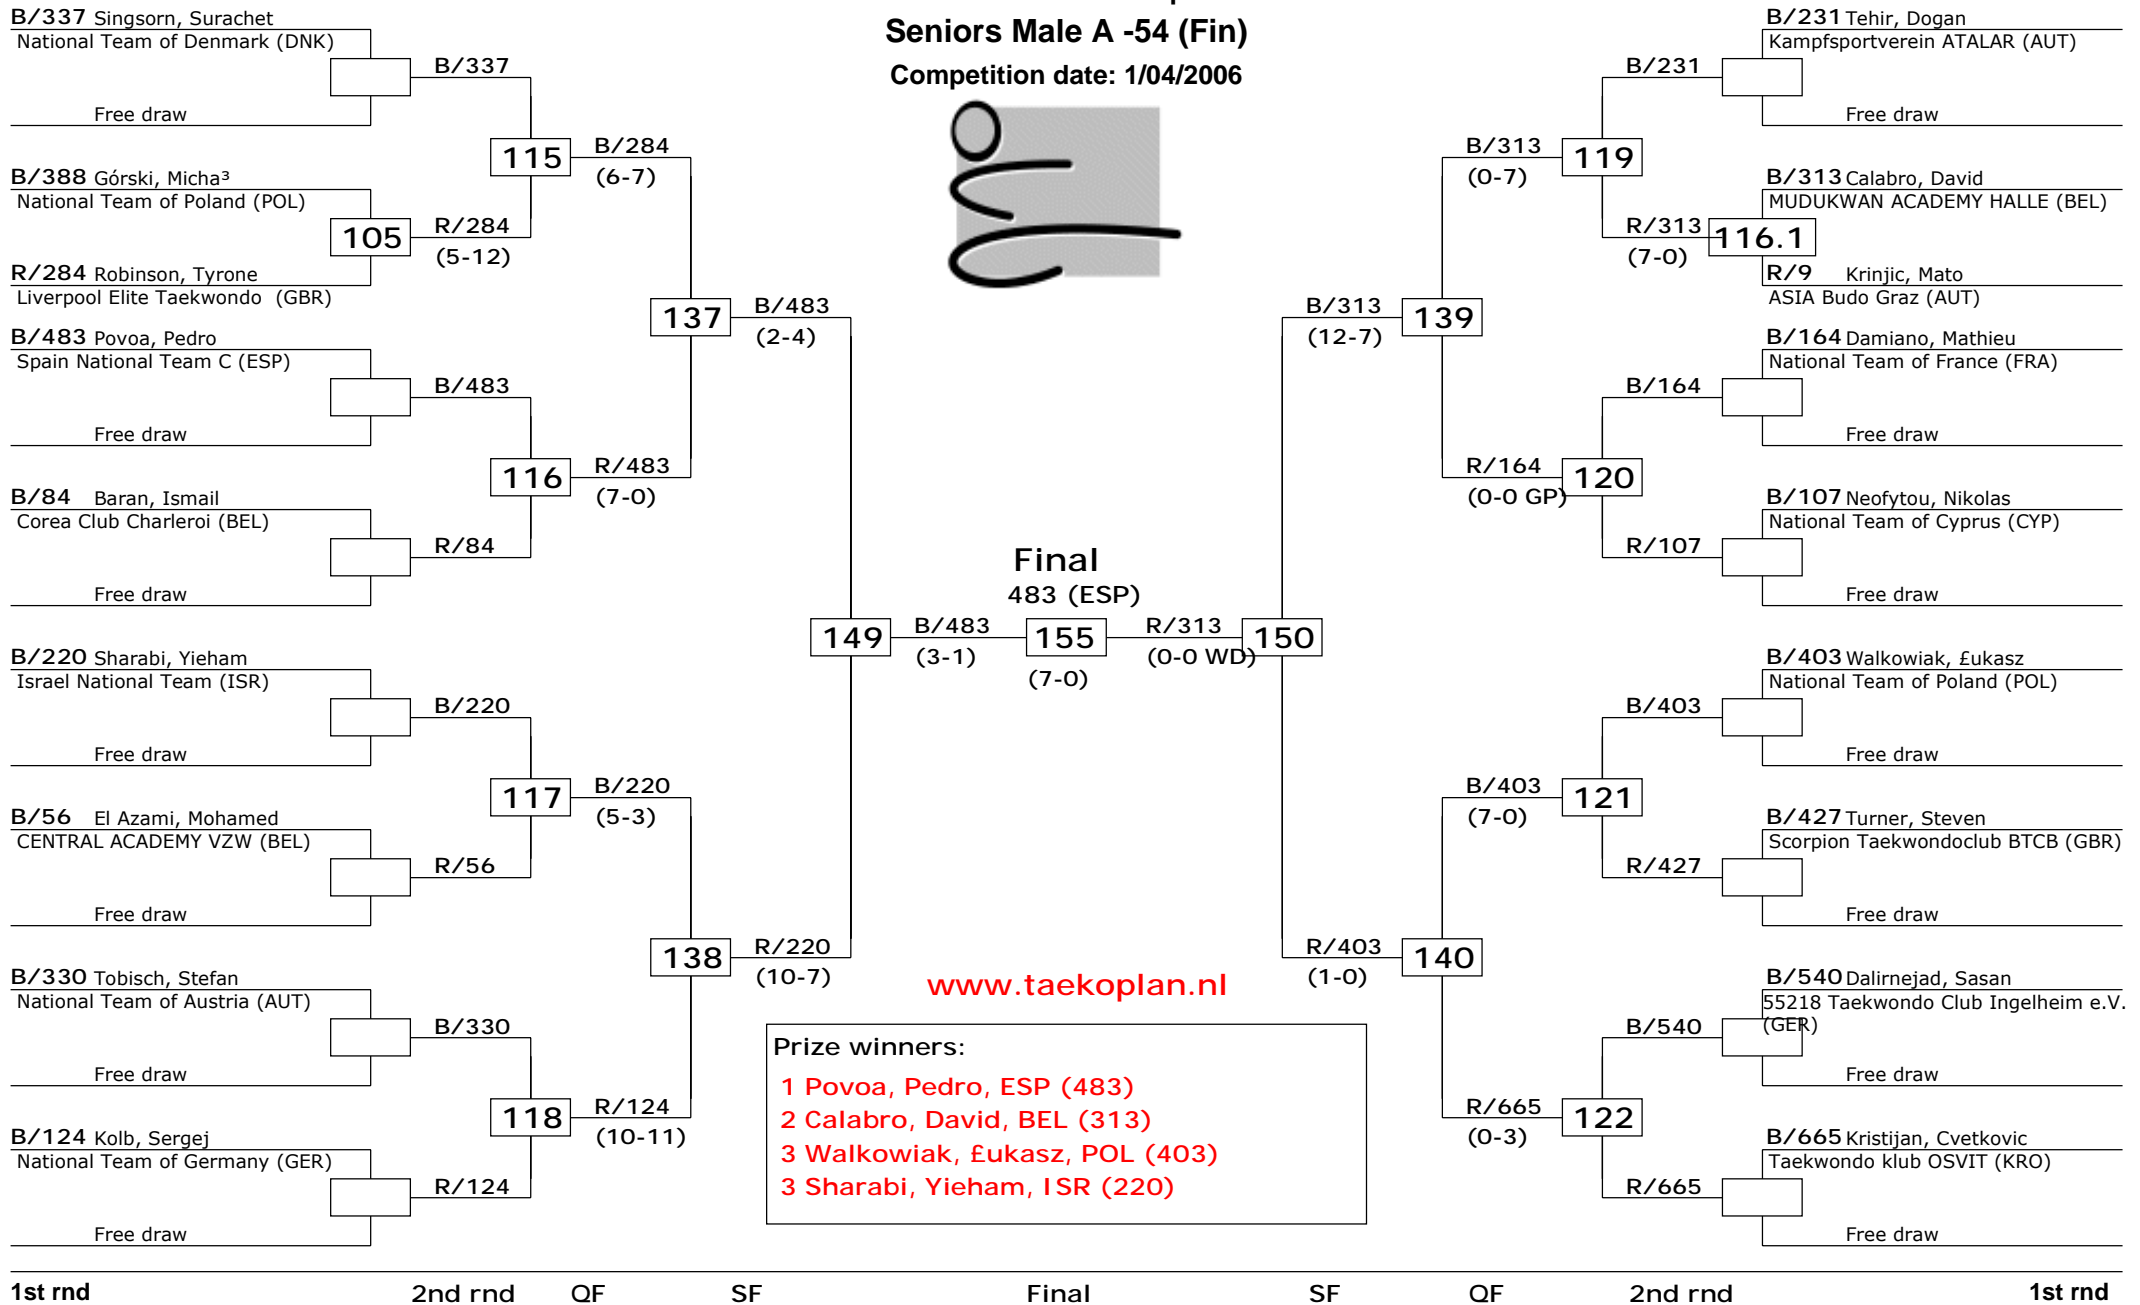 Seniors Male A -54 (Fin)
Competition date: 1/04/2006
B/337 Singsorn, Surachet
National Team of Denmark (DNK)
B/337
Free draw
115
B/284
(6-7)
B/388 Górski, Micha³
National Team of Poland (POL)
105
R/284
(5-12)
R/284 Robinson, Tyrone
Liverpool Elite Taekwondo (GBR)
137
B/483
(2-4)
B/483 Povoa, Pedro
Spain National Team C (ESP)
B/483
Free draw
116
R/483
(7-0)
B/84 Baran, Ismail
Corea Club Charleroi (BEL)
R/84
Free draw
149
B/483
(3-1)
B/220 Sharabi, Yieham
Israel National Team (ISR)
B/220
Free draw
117
B/220
(5-3)
B/56 El Azami, Mohamed
CENTRAL ACADEMY VZW (BEL)
R/56
Free draw
138
R/220
(10-7)
B/330 Tobisch, Stefan
National Team of Austria (AUT)
B/330
Free draw
118
R/124
(10-11)
B/124 Kolb, Sergej
National Team of Germany (GER)
R/124
Free draw
Final
483 (ESP)
155
(7-0)
R/313
(0-0 WD)
150
B/231 Tehir, Dogan
Kampfsportverein ATALAR (AUT)
B/231
Free draw
B/313
(0-7)
119
B/313 Calabro, David
MUDUKWAN ACADEMY HALLE (BEL)
R/313
(7-0)
116.1
R/9 Krinjic, Mato
ASIA Budo Graz (AUT)
B/313
(12-7)
139
B/164 Damiano, Mathieu
National Team of France (FRA)
B/164
Free draw
R/164
(0-0 GP)
120
B/107 Neofytou, Nikolas
National Team of Cyprus (CYP)
R/107
Free draw
B/403 Walkowiak, £ukasz
National Team of Poland (POL)
B/403
Free draw
B/403
(7-0)
121
B/427 Turner, Steven
Scorpion Taekwondoclub BTCB (GBR)
R/427
Free draw
R/403
(1-0)
140
B/540 Dalirnejad, Sasan
55218 Taekwondo Club Ingelheim e.V.
(GER)
B/540
Free draw
R/665
(0-3)
122
B/665 Kristijan, Cvetkovic
Taekwondo klub OSVIT (KRO)
R/665
Free draw
www.taekoplan.nl
Prize winners:
1 Povoa, Pedro, ESP (483)
2 Calabro, David, BEL (313)
3 Walkowiak, £ukasz, POL (403)
3 Sharabi, Yieham, ISR (220)
1st rnd 2nd rnd QF SF Final SF QF 2nd rnd 1st rnd